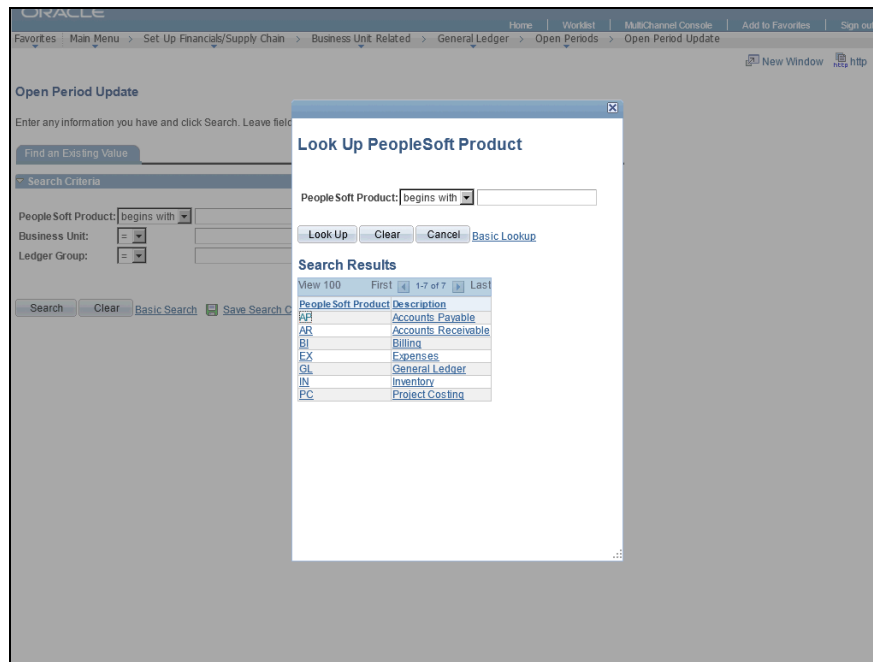 ORACLE
Home | Worklist | MultiChannel Console | Add to Favorites | Sign out
Favorites Main Menu > Set Up Financials/Supply Chain > Business Unit Related > General Ledger > Open Periods > Open Period Update
New Window http
Open Period Update
Enter any information you have and click Search. Leave field
Find an Existing Value
Search Criteria
PeopleSoft Product: begins with
Business Unit: =
Ledger Group: =
Search Clear Basic Search Save Search C
Look Up PeopleSoft Product
PeopleSoft Product: begins with
Look Up Clear Cancel Basic Lookup
Search Results
View 100 First 1-7 of 7 Last
PeopleSoft Product Description
AP Accounts Payable
AR Accounts Receivable
BI Billing
EX Expenses
GL General Ledger
IN Inventory
PC Project Costing